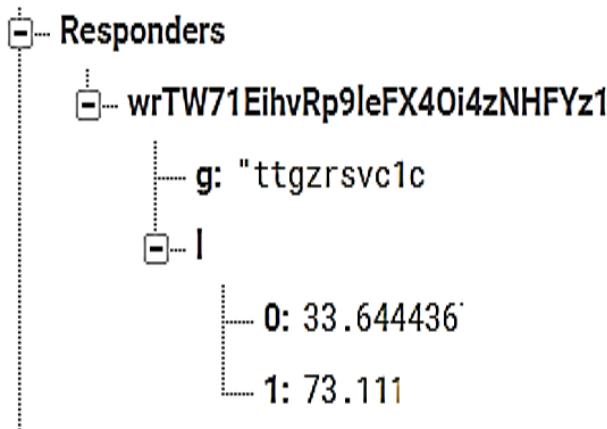 Responders
wrTW71EihvRp9leFX4Oi4zNHFYz1
g: "ttgzrsvc1c
l
0: 33.644436
1: 73.111